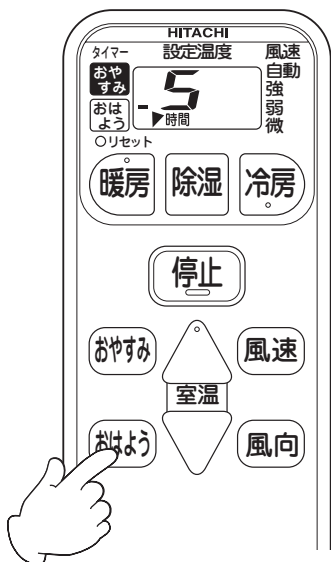 HITACHI
タイマー 設定温度 風速
おやすみ
おはよう
-5
時間
自動
強
弱
微
リセット
暖房 除湿 冷房
停止
おやすみ 風速
室温
おはよう 風向